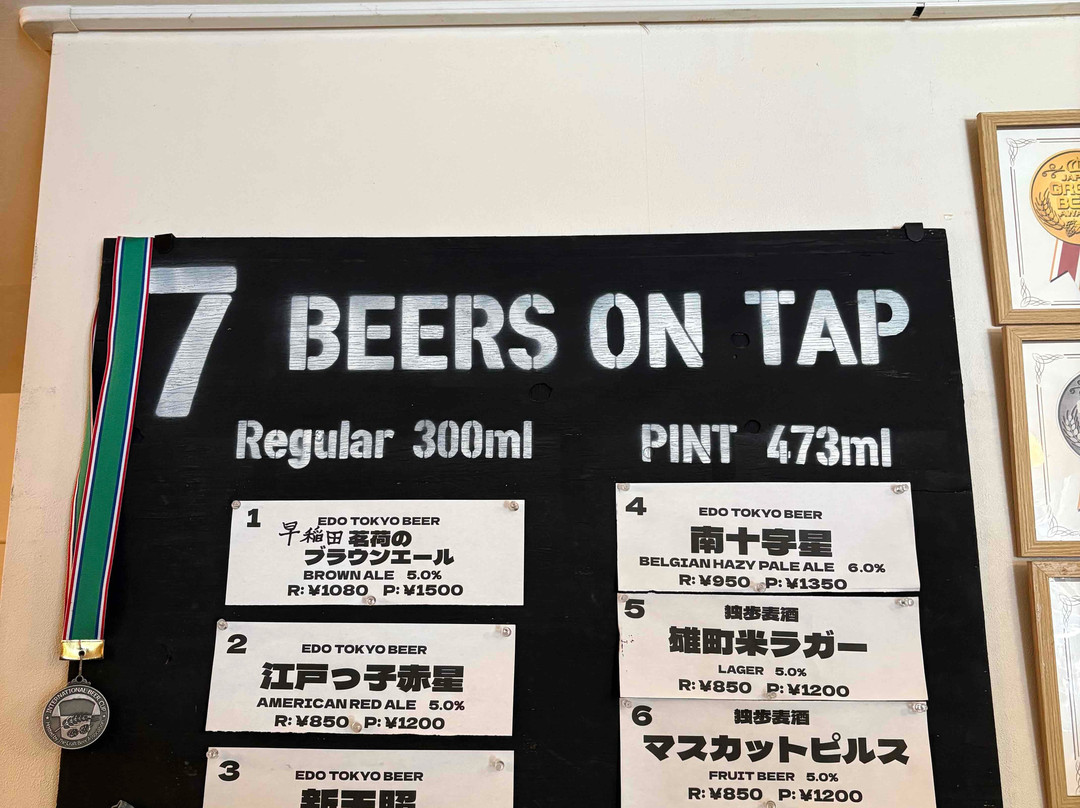 7 BEERS ON TAP
Regular 300ml
PINT 473ml
1
EDO TOKYO BEER
早稲田 茗荷の
ブラウンエール
BROWN ALE 5.0%
R: ¥1080 P: ¥1500
2
EDO TOKYO BEER
江戸っ子赤星
AMERICAN RED ALE 5.0%
R: ¥850 P: ¥1200
3
EDO TOKYO BEER
4
EDO TOKYO BEER
南十字星
BELGIAN HAZY PALE ALE 6.0%
R: ¥950 P: ¥1350
5
独歩麦酒
雄町米ラガー
LAGER 5.0%
R: ¥850 P: ¥1200
6
独歩麦酒
マスカットピルス
FRUIT BEER 5.0%
R: ¥850 P: ¥1200
INTERNATIONAL BEER CUP